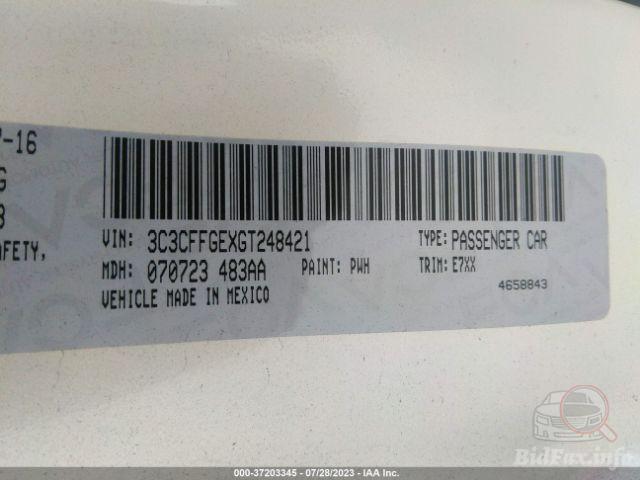 7-16
G
3
AFETY,
VIN: 3C3CFFGEXGT248421 TYPE: PASSENGER CAR
MDH: 070723 483AA PAINT: PWH TRIM: E7XX
VEHICLE MADE IN MEXICO 4658843
BidFax.info
000-37203345 / 07/28/2023 - IAA Inc.